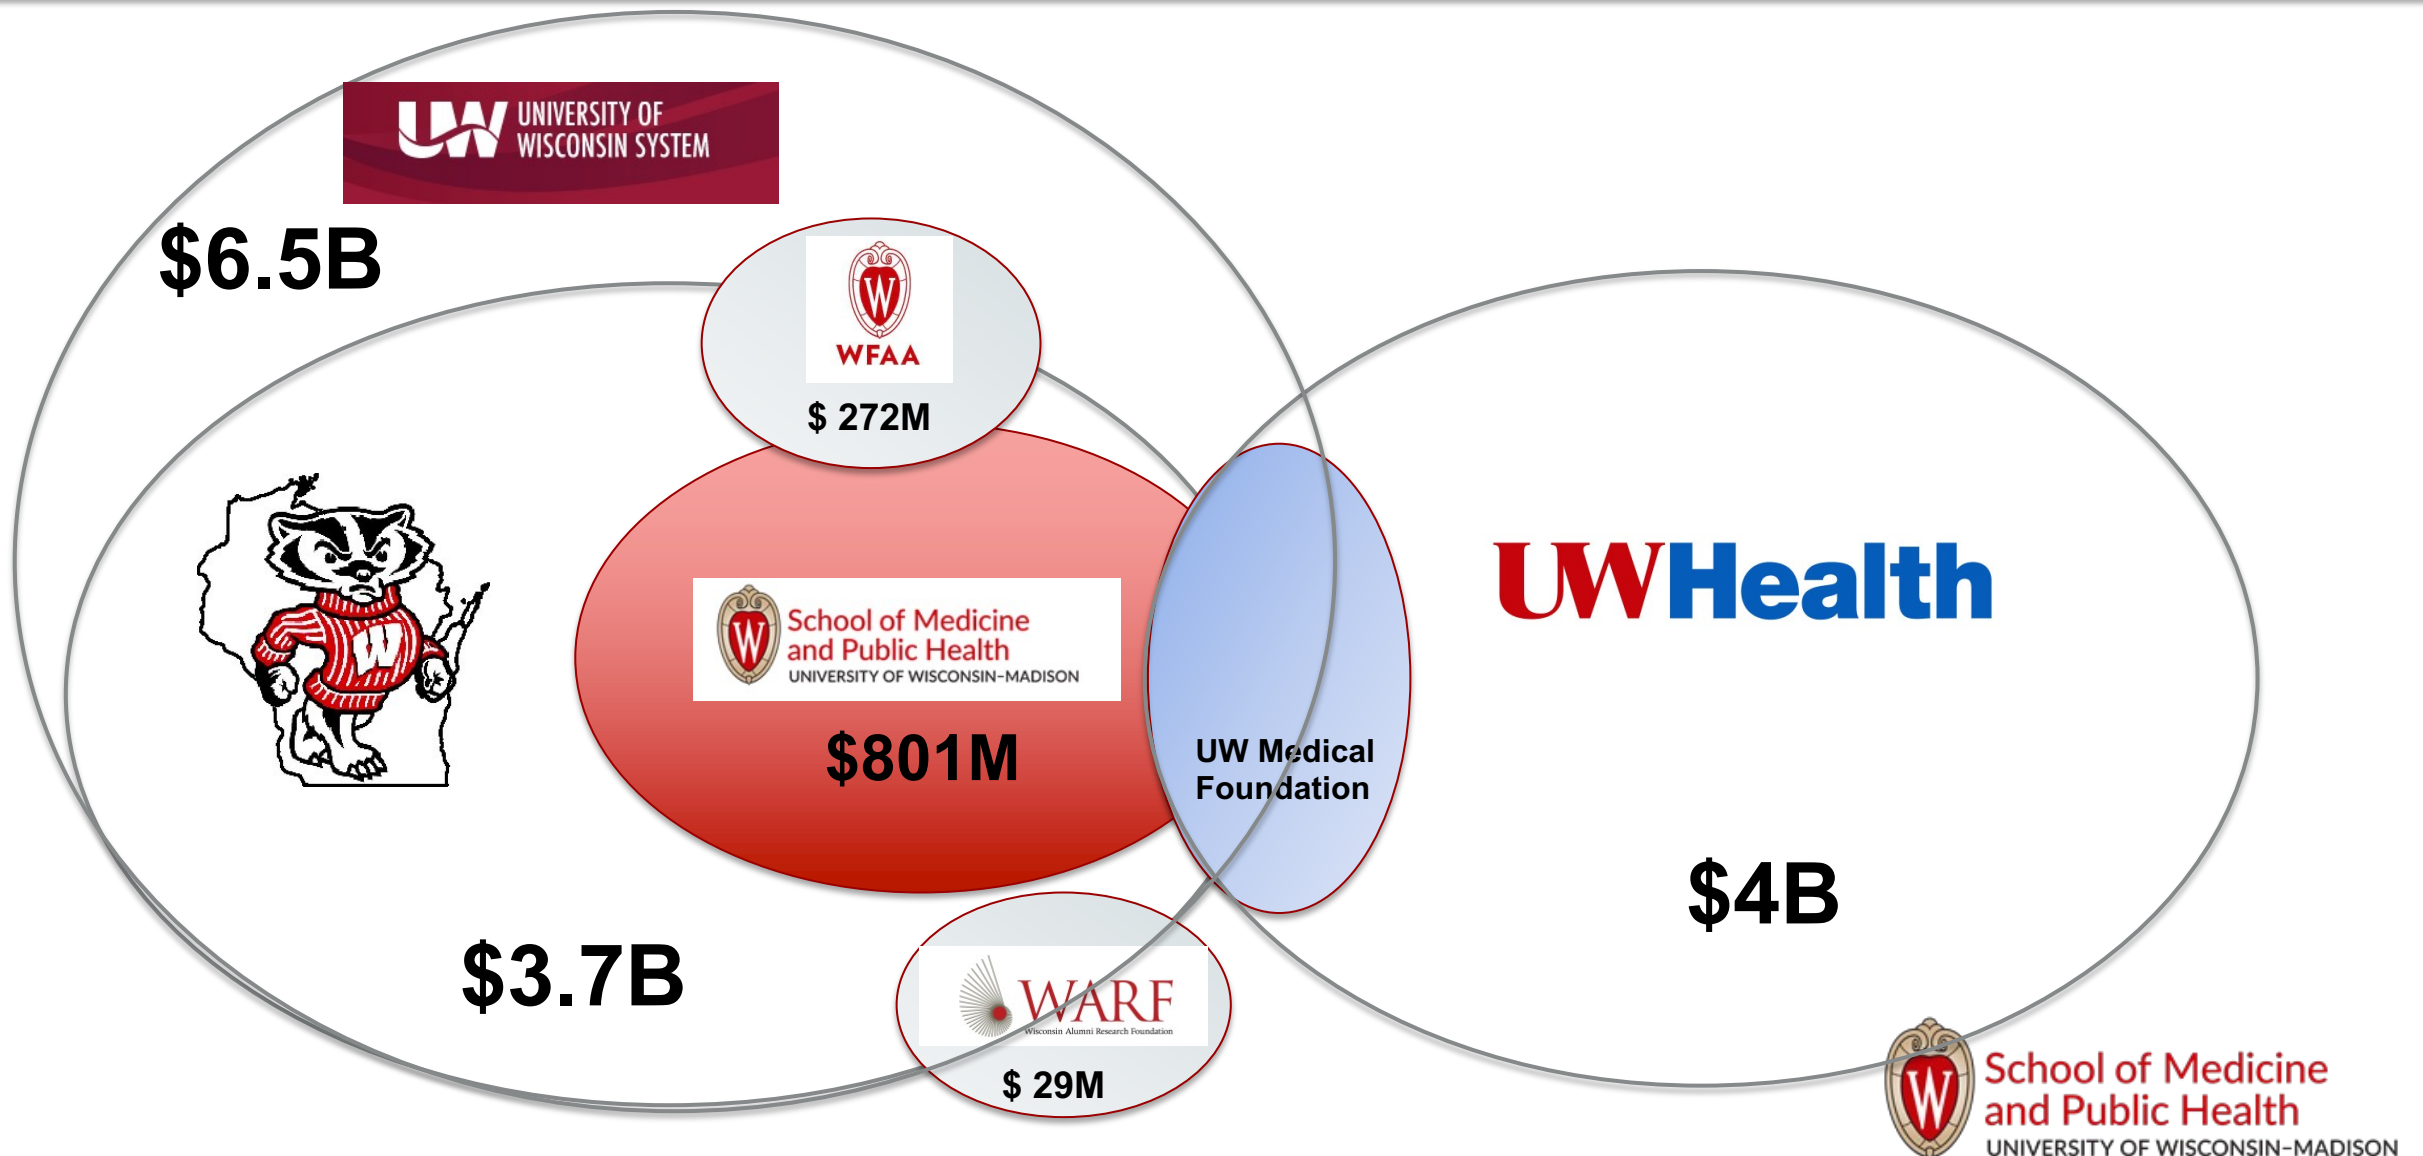 UW UNIVERSITY OF
WISCONSIN SYSTEM
$6.5B
W
WFAA
$ 272M
W
W
School of Medicine
and Public Health
UNIVERSITY OF WISCONSIN-MADISON
$801M
UW Medical
Foundation
UWHealth
$4B
$3.7B
WARF
Wisconsin Alumni Research Foundation
$ 29M
W
School of Medicine
and Public Health
UNIVERSITY OF WISCONSIN-MADISON